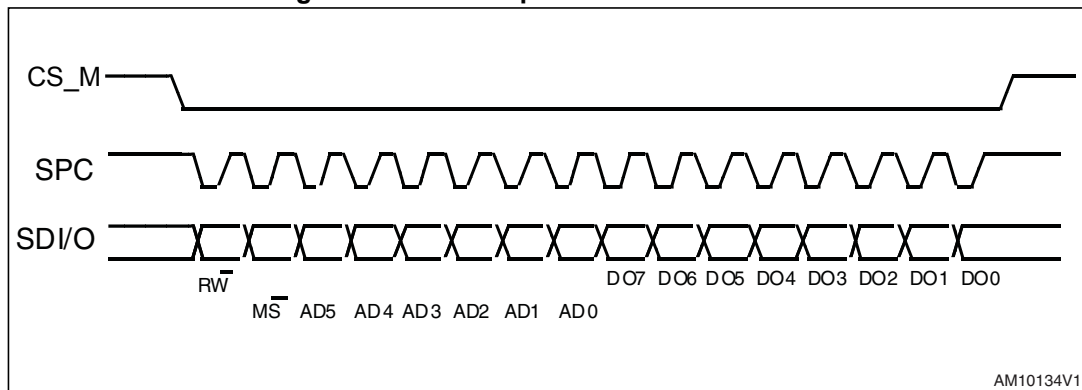 CS_M
SPC
SDI/O
RW
DO7 DO6 DO5 DO4 DO3 DO2 DO1 DO0
MS AD5 AD4 AD3 AD2 AD1 AD0
AM10134V1